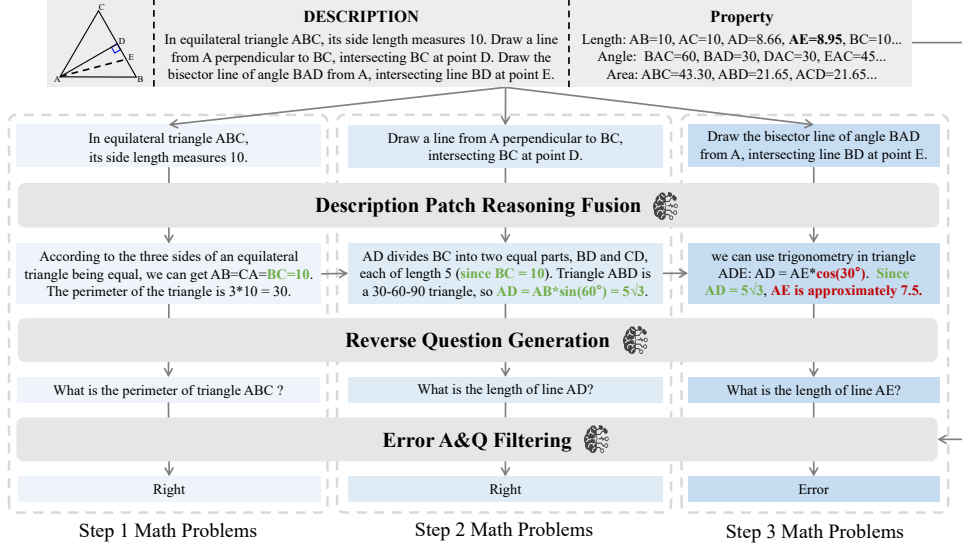 C
D
E
A
B
DESCRIPTION
In equilateral triangle ABC, its side length measures 10. Draw a line
from A perpendicular to BC, intersecting BC at point D. Draw the
bisector line of angle BAD from A, intersecting line BD at point E.
Property
Length: AB=10, AC=10, AD=8.66, AE=8.95, BC=10...
Angle: BAC=60, BAD=30, DAC=30, EAC=45...
Area: ABC=43.30, ABD=21.65, ACD=21.65...
In equilateral triangle ABC,
its side length measures 10.
Draw a line from A perpendicular to BC,
intersecting BC at point D.
Draw the bisector line of angle BAD
from A, intersecting line BD at point E.
Description Patch Reasoning Fusion
According to the three sides of an equilateral
triangle being equal, we can get AB=CA=BC=10.
The perimeter of the triangle is 3*10 = 30.
AD divides BC into two equal parts, BD and CD,
each of length 5 (since BC = 10). Triangle ABD is
a 30-60-90 triangle, so AD = AB*sin(60°) = 5√3.
we can use trigonometry in triangle
ADE: AD = AE*cos(30°). Since
AD = 5√3, AE is approximately 7.5.
Reverse Question Generation
What is the perimeter of triangle ABC ?
What is the length of line AD?
What is the length of line AE?
Error A&Q Filtering
Right
Right
Error
Step 1 Math Problems
Step 2 Math Problems
Step 3 Math Problems